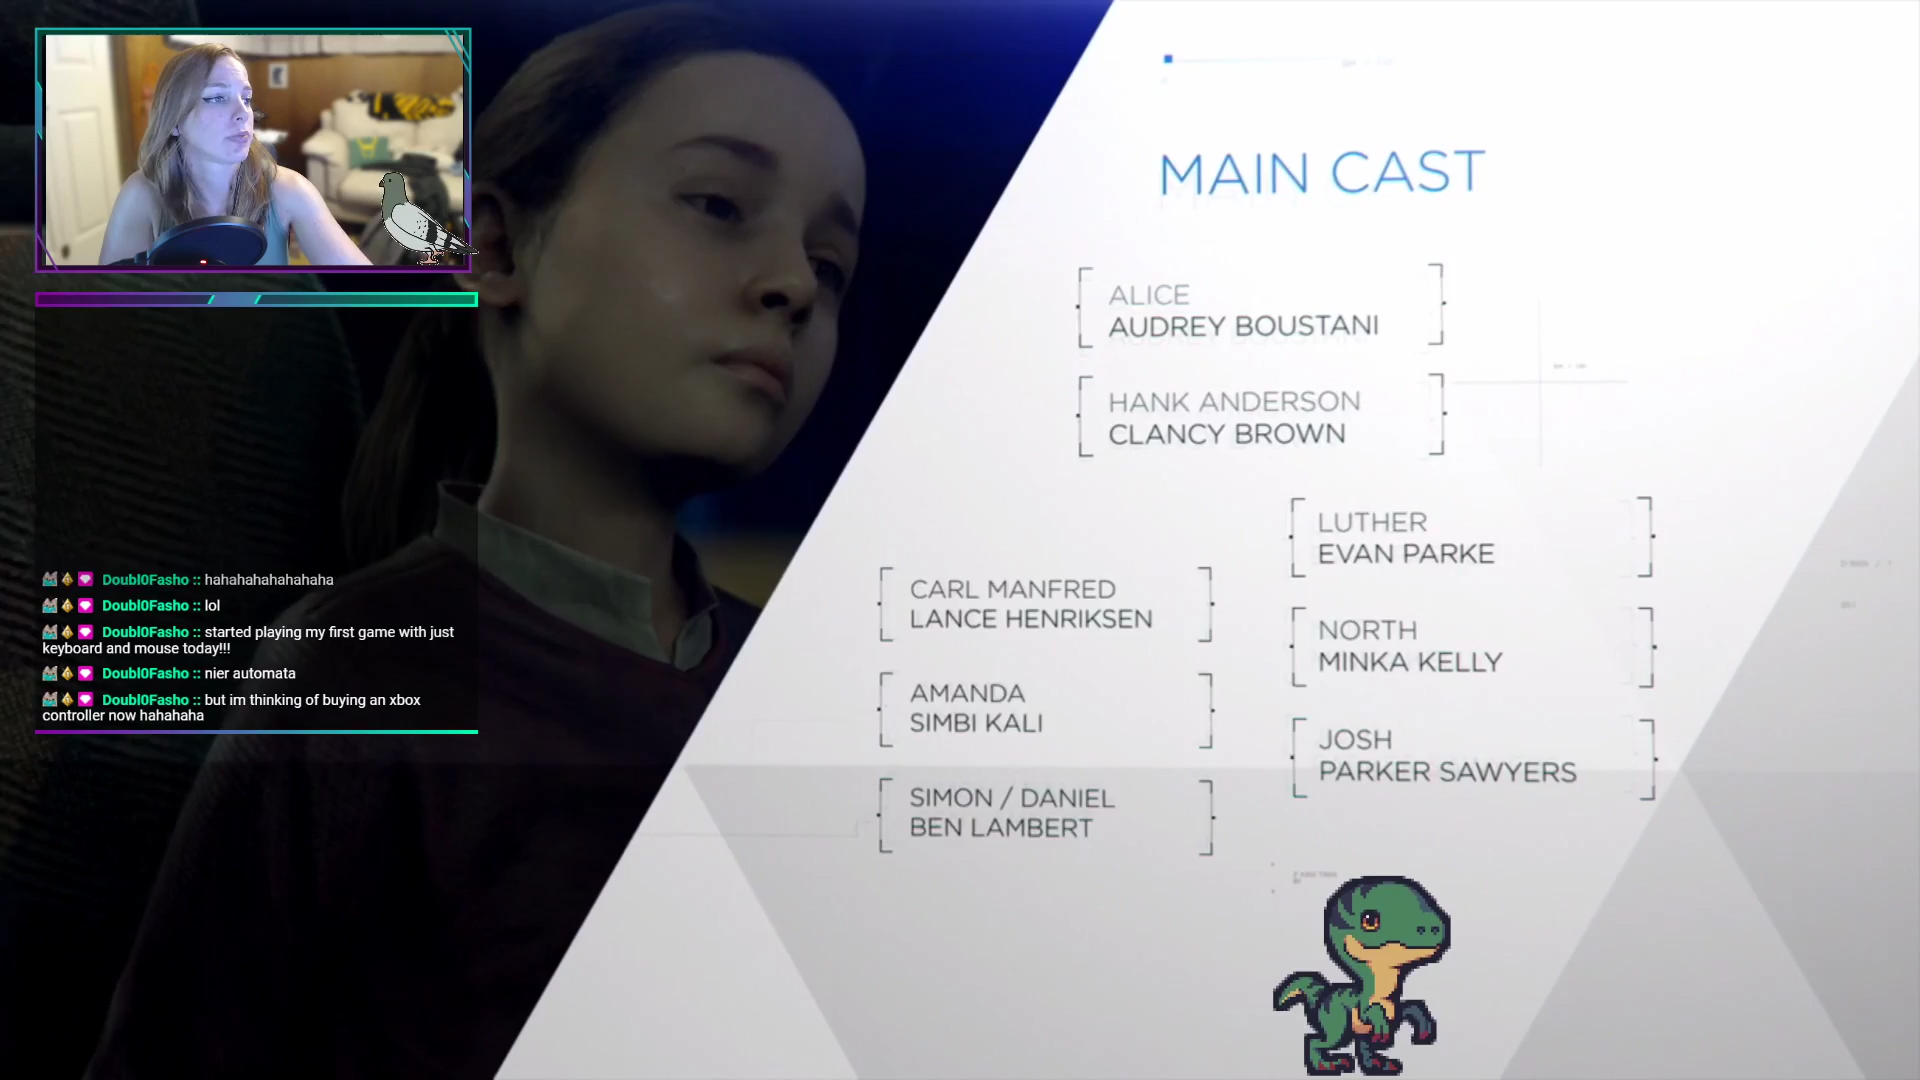 MAIN CAST
ALICE
AUDREY BOUSTANI
HANK ANDERSON
CLANCY BROWN
LUTHER
EVAN PARKE
CARL MANFRED
LANCE HENRIKSEN
NORTH
MINKA KELLY
AMANDA
SIMBI KALI
JOSH
PARKER SAWYERS
SIMON / DANIEL
BEN LAMBERT
Doubl0Fasho :: hahahahahahahaha
Doubl0Fasho :: lol
Doubl0Fasho :: started playing my first game with just
keyboard and mouse today!!!
Doubl0Fasho :: nier automata
Doubl0Fasho :: but im thinking of buying an xbox
controller now hahahaha